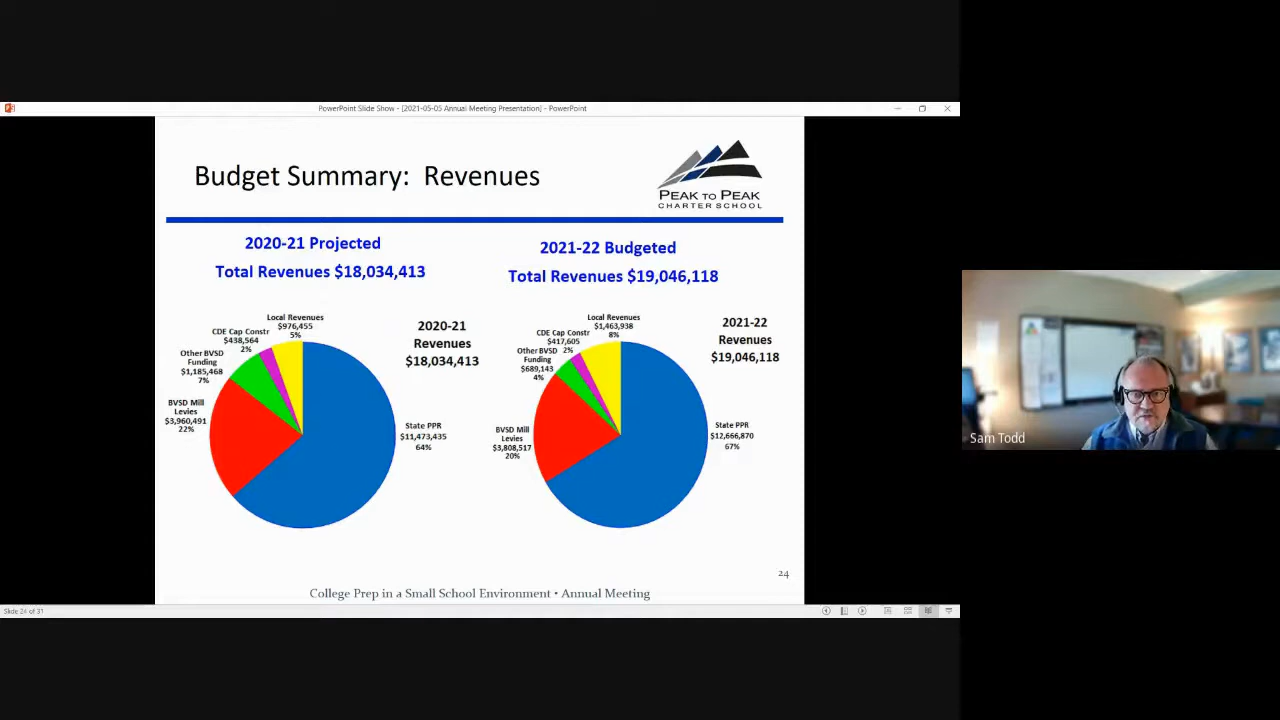 PowerPoint Slide Show - [2021-05-05 Annual Meeting Presentation] - PowerPoint
Budget Summary: Revenues
PEAK TO PEAK
CHARTER SCHOOL
2020-21 Projected
Total Revenues $18,034,413
2021-22 Budgeted
Total Revenues $19,046,118
Local Revenues
$976,455
5%
CDE Cap Constr
$438,564
2%
Other BVSD
Funding
$1,185,468
7%
BVSD Mill
Levies
$3,960,491
22%
2020-21
Revenues
$18,034,413
State PPR
$11,473,435
64%
Local Revenues
$1,463,938
8%
CDE Cap Constr
$417,605
2%
Other BVSD
Funding
$689,143
4%
BVSD Mill
Levies
$3,808,517
20%
2021-22
Revenues
$19,046,118
State PPR
$12,666,870
67%
24
College Prep in a Small School Environment • Annual Meeting
Slide 24 of 31
Sam Todd